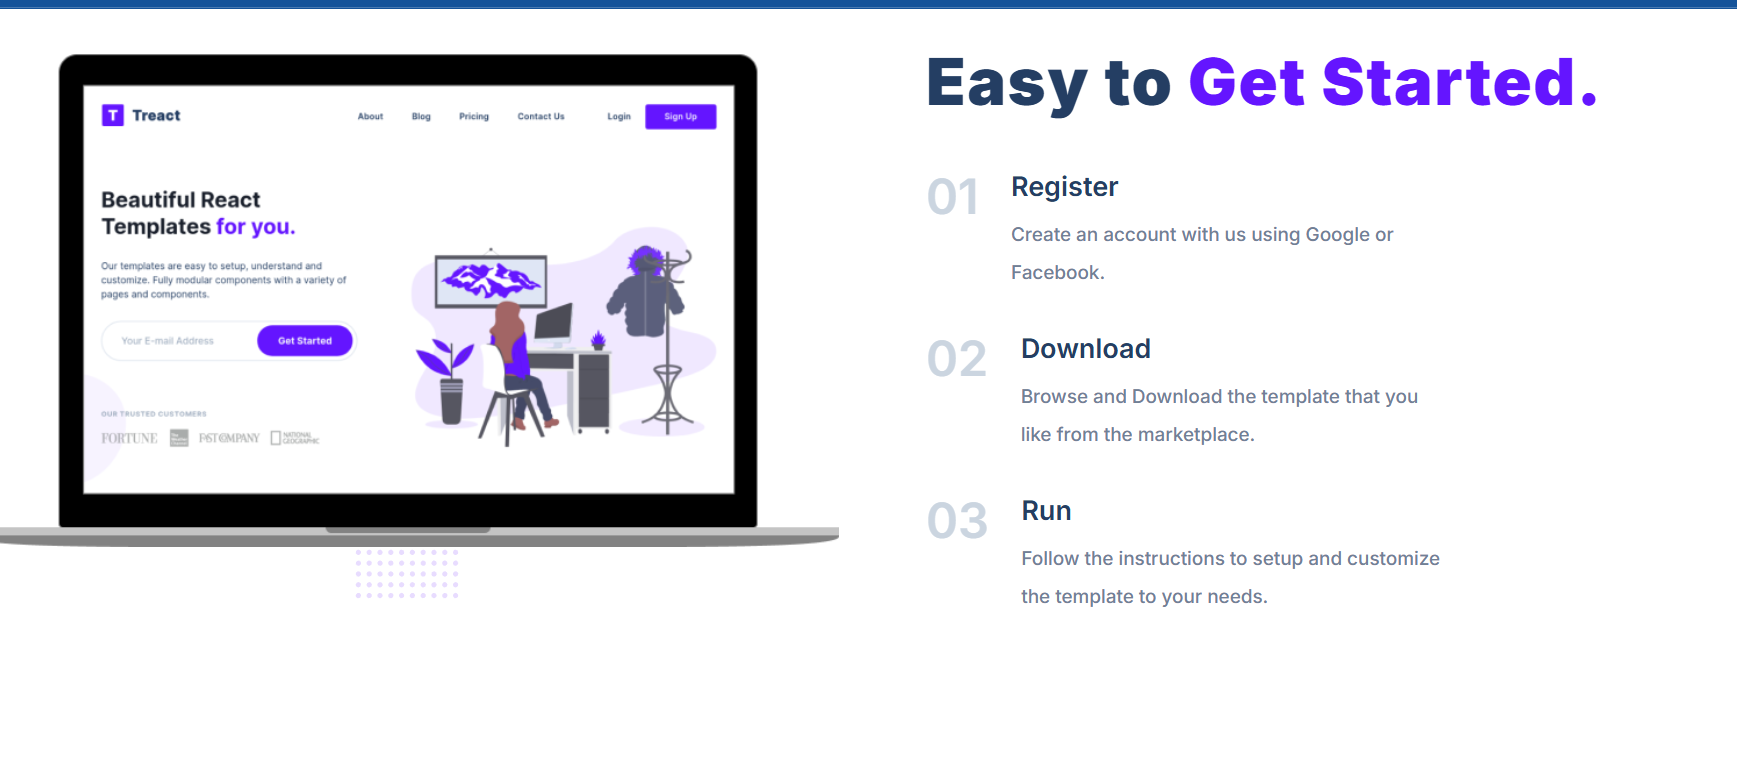 T Treact
About Blog Pricing Contact Us Login Sign Up
Beautiful React
Templates for you.
Our templates are easy to setup, understand and
customize. Fully modular components with a variety of
pages and components.
Your E-mail Address Get Started
OUR TRUSTED CUSTOMERS
FORTUNE
FAST COMPANY
NATIONAL
GEOGRAPHIC
Easy to Get Started.
01 Register
Create an account with us using Google or
Facebook.
02 Download
Browse and Download the template that you
like from the marketplace.
03 Run
Follow the instructions to setup and customize
the template to your needs.